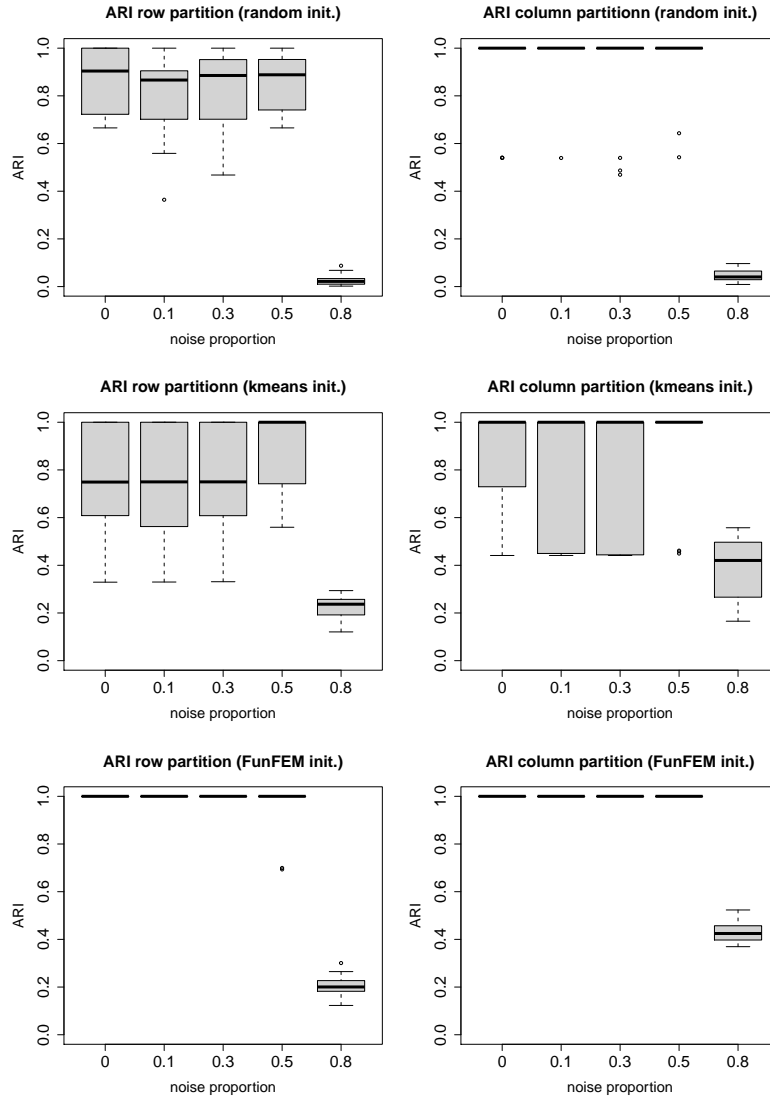 ARI row partition (random init.)
ARI
0.0 0.2 0.4 0.6 0.8 1.0
0 0.1 0.3 0.5 0.8
noise proportion
ARI column partitionn (random init.)
ARI
0.0 0.2 0.4 0.6 0.8 1.0
0 0.1 0.3 0.5 0.8
noise proportion
ARI row partitionn (kmeans init.)
ARI
0.0 0.2 0.4 0.6 0.8 1.0
0 0.1 0.3 0.5 0.8
noise proportion
ARI column partition (kmeans init.)
ARI
0.0 0.2 0.4 0.6 0.8 1.0
0 0.1 0.3 0.5 0.8
noise proportion
ARI row partition (FunFEM init.)
ARI
0.0 0.2 0.4 0.6 0.8 1.0
0 0.1 0.3 0.5 0.8
noise proportion
ARI column partition (FunFEM init.)
ARI
0.0 0.2 0.4 0.6 0.8 1.0
0 0.1 0.3 0.5 0.8
noise proportion